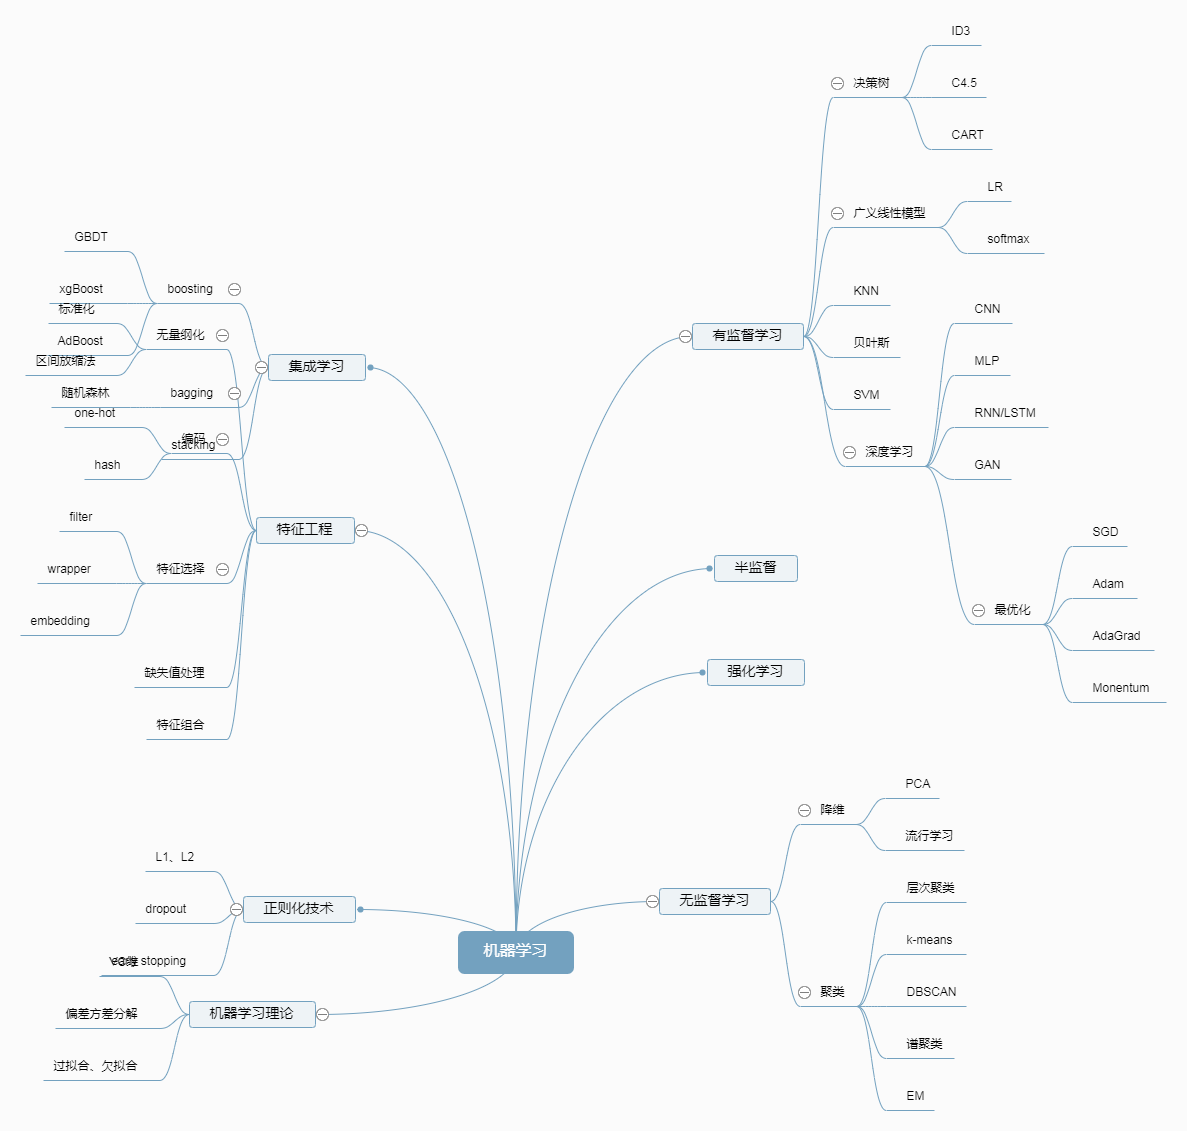 机器学习
有监督学习
决策树
ID3
C4.5
CART
广义线性模型
LR
softmax
KNN
贝叶斯
SVM
深度学习
CNN
MLP
RNN/LSTM
GAN
最优化
SGD
Adam
AdaGrad
Monentum
半监督
强化学习
无监督学习
降维
PCA
流行学习
聚类
层次聚类
k-means
DBSCAN
谱聚类
EM
集成学习
boosting
GBDT
xgBoost
AdBoost
bagging
随机森林
stacking
特征工程
无量纲化
标准化
区间放缩法
编码
one-hot
hash
特征选择
filter
wrapper
embedding
缺失值处理
特征组合
正则化技术
L1、L2
dropout
early stopping
机器学习理论
VC维
偏差方差分解
过拟合、欠拟合